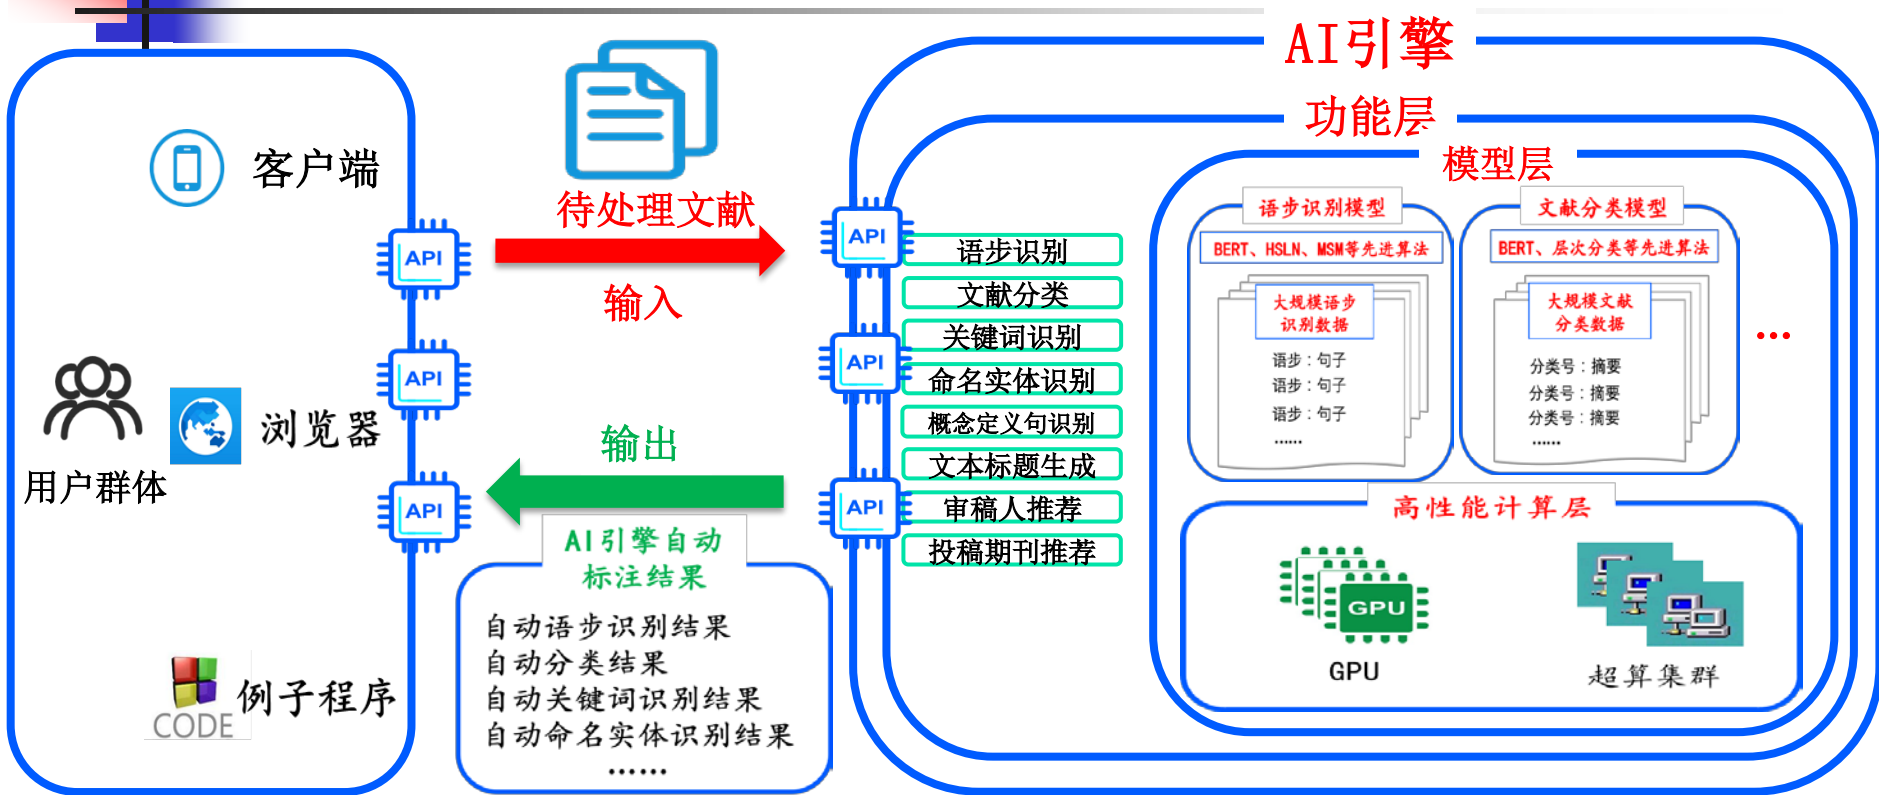 客户端
用户群体
浏览器
CODE
例子程序
API
API
API
待处理文献
输入
输出
AI引擎自动
标注结果
自动语步识别结果
自动分类结果
自动关键词识别结果
自动命名实体识别结果
……
AI引擎
功能层
API
API
API
语步识别
文献分类
关键词识别
命名实体识别
概念定义句识别
文本标题生成
审稿人推荐
投稿期刊推荐
模型层
语步识别模型
BERT、HSLN、MSM等先进算法
大规模语步
识别数据
语步：句子
语步：句子
语步：句子
……
文献分类模型
BERT、层次分类等先进算法
大规模文献
分类数据
分类号：摘要
分类号：摘要
分类号：摘要
……
...
高性能计算层
GPU
GPU
超算集群